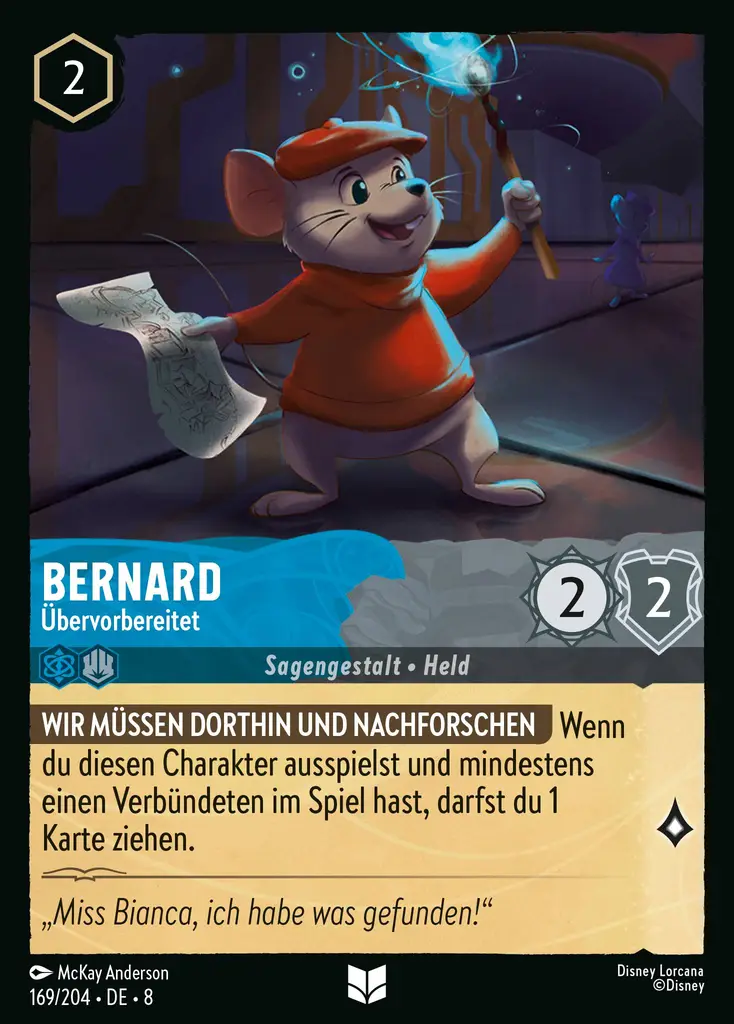 2
BERNARD
Übervorbereitet
2
2
Sagengestalt • Held
WIR MÜSSEN DORTHIN UND NACHFORSCHEN Wenn
du diesen Charakter ausspielst und mindestens
einen Verbündeten im Spiel hast, darfst du 1
Karte ziehen.
„Miss Bianca, ich habe was gefunden!“
McKay Anderson
169/204 • DE • 8
Disney Lorcana
©Disney